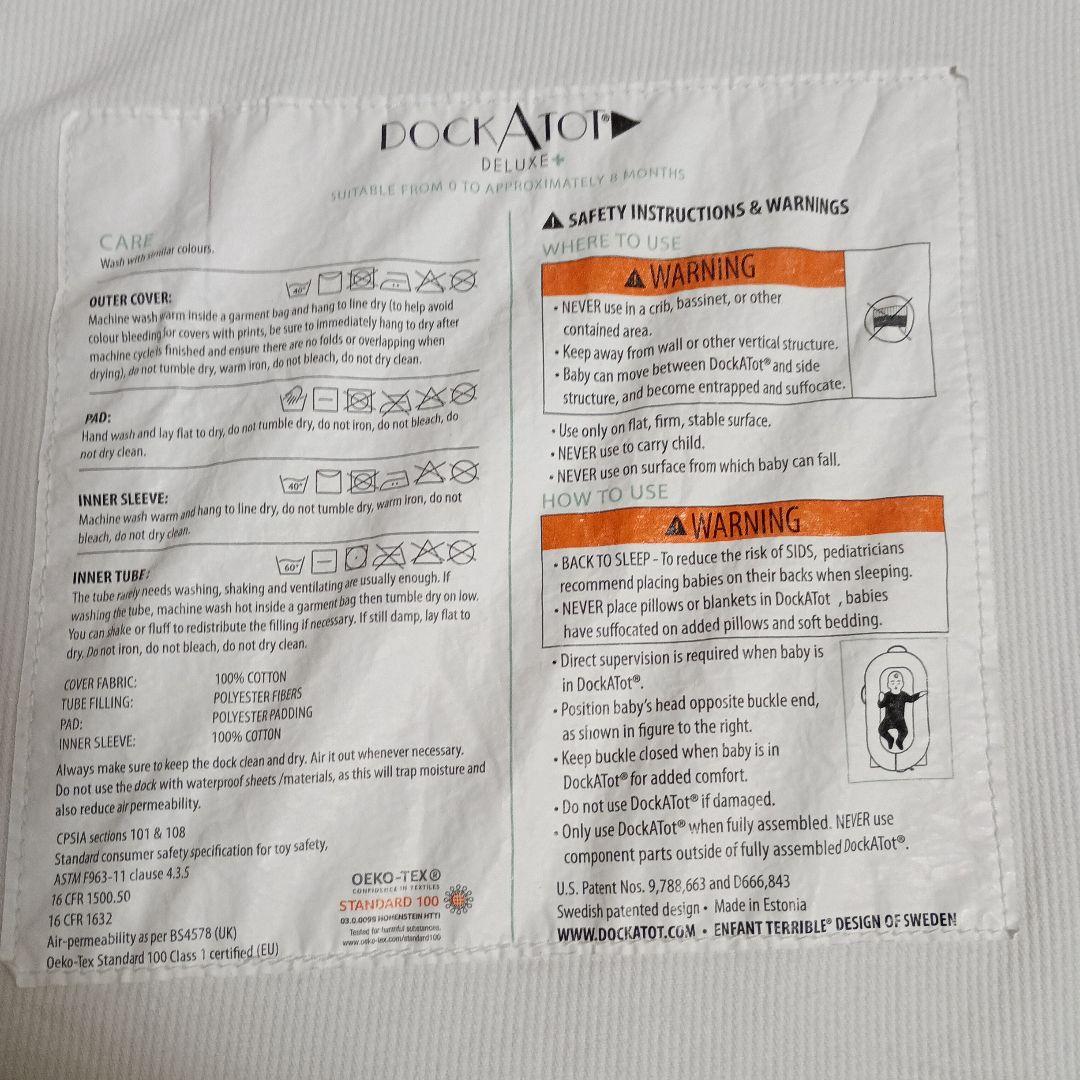 DOCKATOT®
DELUXE+
SUITABLE FROM 0 TO APPROXIMATELY 8 MONTHS
CARE
Wash with similar colours.
40°
OUTER COVER:
Machine wash warm inside a garment bag and hang to line dry (to help avoid
colour bleeding for covers with prints, be sure to immediately hang to dry after
machine cycle is finished and ensure there are no folds or overlapping when
drying), do not tumble dry, warm iron, do not bleach, do not dry clean.
PAD:
Hand wash and lay flat to dry, do not tumble dry, do not iron, do not bleach, do
not dry clean.
40°
INNER SLEEVE:
Machine wash warm and hang to line dry, do not tumble dry, warm iron, do not
bleach, do not dry clean.
60°
INNER TUBE:
The tube rarely needs washing, shaking and ventilating are usually enough. If
washing the tube, machine wash hot inside a garment bag then tumble dry on low.
You can shake or fluff to redistribute the filling if necessary. If still damp, lay flat to
dry. Do not iron, do not bleach, do not dry clean.
COVER FABRIC: 100% COTTON
TUBE FILLING: POLYESTER FIBERS
PAD: POLYESTER PADDING
INNER SLEEVE: 100% COTTON
Always make sure to keep the dock clean and dry. Air it out whenever necessary.
Do not use the dock with waterproof sheets /materials, as this will trap moisture and
also reduce air permeability.
CPSIA sections 101 & 108
Standard consumer safety specification for toy safety,
ASTM F963-11 clause 4.3.5
16 CFR 1500.50
16 CFR 1632
Air-permeability as per BS4578 (UK)
Oeko-Tex Standard 100 Class 1 certified (EU)
OEKO-TEX®
CONFIDENCE IN TEXTILES
STANDARD 100
03.0.0099 HOHENSTEIN HTTI
Tested for harmful substances.
www.oeko-tex.com/standard100
SAFETY INSTRUCTIONS & WARNINGS
WHERE TO USE
WARNING
• NEVER use in a crib, bassinet, or other
contained area.
• Keep away from wall or other vertical structure.
• Baby can move between DockATot® and side
structure, and become entrapped and suffocate.
• Use only on flat, firm, stable surface.
• NEVER use to carry child.
• NEVER use on surface from which baby can fall.
HOW TO USE
WARNING
• BACK TO SLEEP - To reduce the risk of SIDS, pediatricians
recommend placing babies on their backs when sleeping.
• NEVER place pillows or blankets in DockATot , babies
have suffocated on added pillows and soft bedding.
• Direct supervision is required when baby is
in DockATot®.
• Position baby's head opposite buckle end,
as shown in figure to the right.
• Keep buckle closed when baby is in
DockATot® for added comfort.
• Do not use DockATot® if damaged.
• Only use DockATot® when fully assembled. NEVER use
component parts outside of fully assembled DockATot®.
U.S. Patent Nos. 9,788,663 and D666,843
Swedish patented design • Made in Estonia
WWW.DOCKATOT.COM • ENFANT TERRIBLE® DESIGN OF SWEDEN